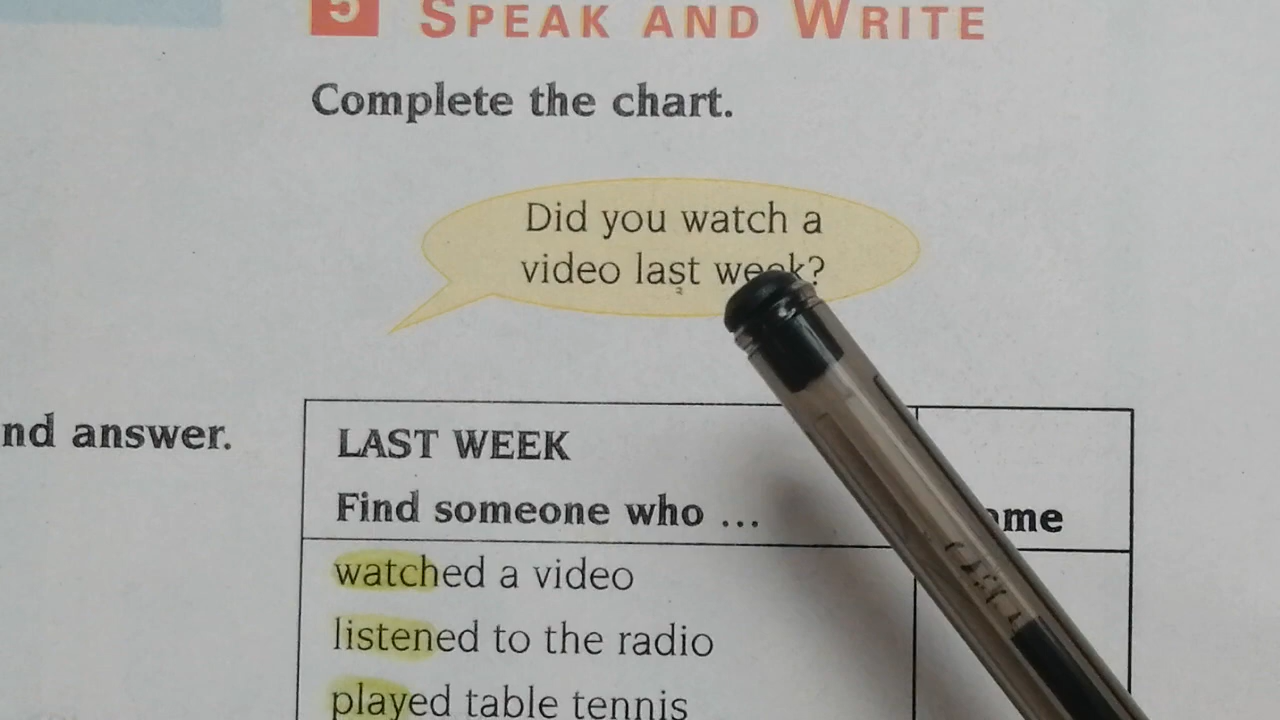 5 SPEAK AND WRITE
Complete the chart.
Did you watch a
video last week?
nd answer.
LAST WEEK
Find someone who ...
ame
watched a video
listened to the radio
played table tennis